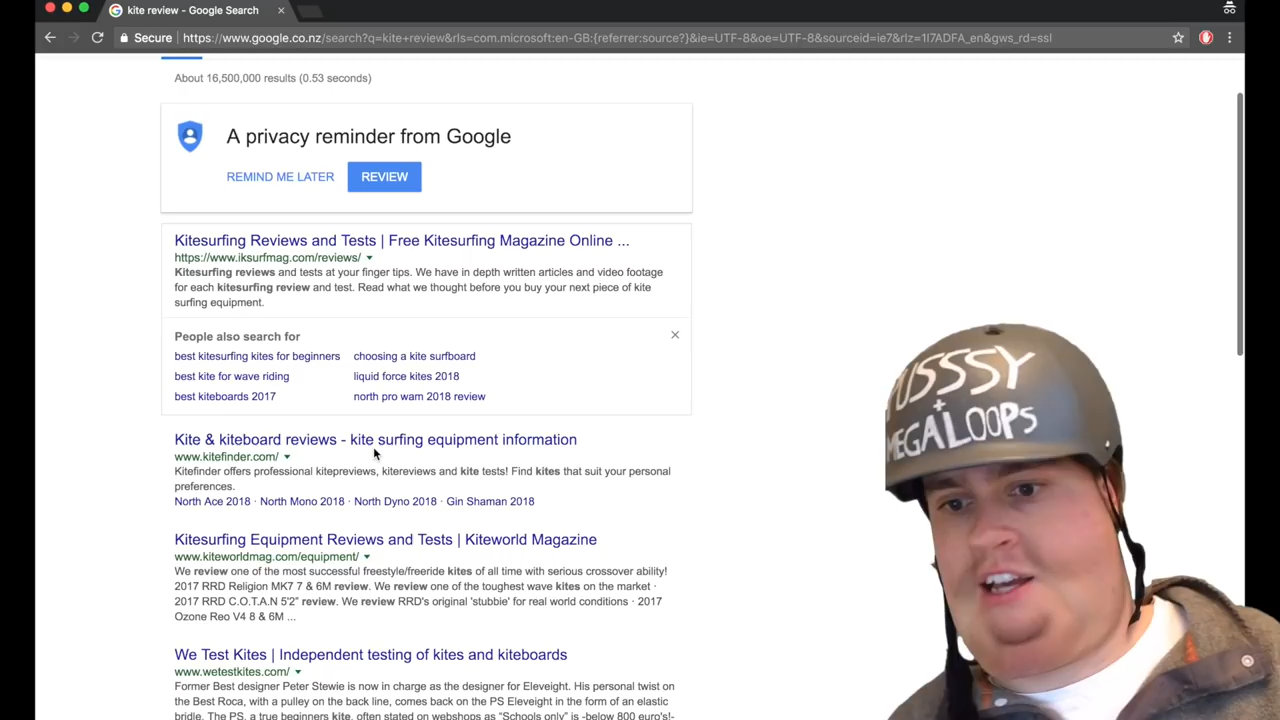 kite review - Google Search
Secure https://www.google.co.nz/search?q=kite+review&rls=com.microsoft:en-GB:{referrer:source?}&ie=UTF-8&oe=UTF-8&sourceid=ie7&rlz=1I7ADFA_en&gws_rd=ssl
About 16,500,000 results (0.53 seconds)
A privacy reminder from Google
REMIND ME LATER REVIEW
Kitesurfing Reviews and Tests | Free Kitesurfing Magazine Online ...
https://www.iksurfmag.com/reviews/
Kitesurfing reviews and tests at your finger tips. We have in depth written articles and video footage
for each kitesurfing review and test. Read what we thought before you buy your next piece of kite
surfing equipment.
People also search for
best kitesurfing kites for beginners choosing a kite surfboard
best kite for wave riding liquid force kites 2018
best kiteboards 2017 north pro wam 2018 review
Kite & kiteboard reviews - kite surfing equipment information
www.kitefinder.com/
Kitefinder offers professional kitepreviews, kitereviews and kite tests! Find kites that suit your personal
preferences.
North Ace 2018 · North Mono 2018 · North Dyno 2018 · Gin Shaman 2018
Kitesurfing Equipment Reviews and Tests | Kiteworld Magazine
www.kiteworldmag.com/equipment/
We review one of the most successful freestyle/freeride kites of all time with serious crossover ability!
2017 RRD Religion MK7 7 & 6M review. We review one of the toughest wave kites on the market ·
2017 RRD C.O.T.A.N 5'2" review. We review RRD's original 'stubbie' for real world conditions · 2017
Ozone Reo V4 8 & 6M ...
We Test Kites | Independent testing of kites and kiteboards
www.wetestkites.com/
Former Best designer Peter Stewie is now in charge as the designer for Eleveight. His personal twist on
the Best Roca, with a pulley on the back line, comes back on the PS Eleveight in the form of an elastic
bridle. The PS, a true beginners kite, often stated on webshops as "Schools only" is -below 800 euro's!-
PUSSSY
+
MEGALOOPS